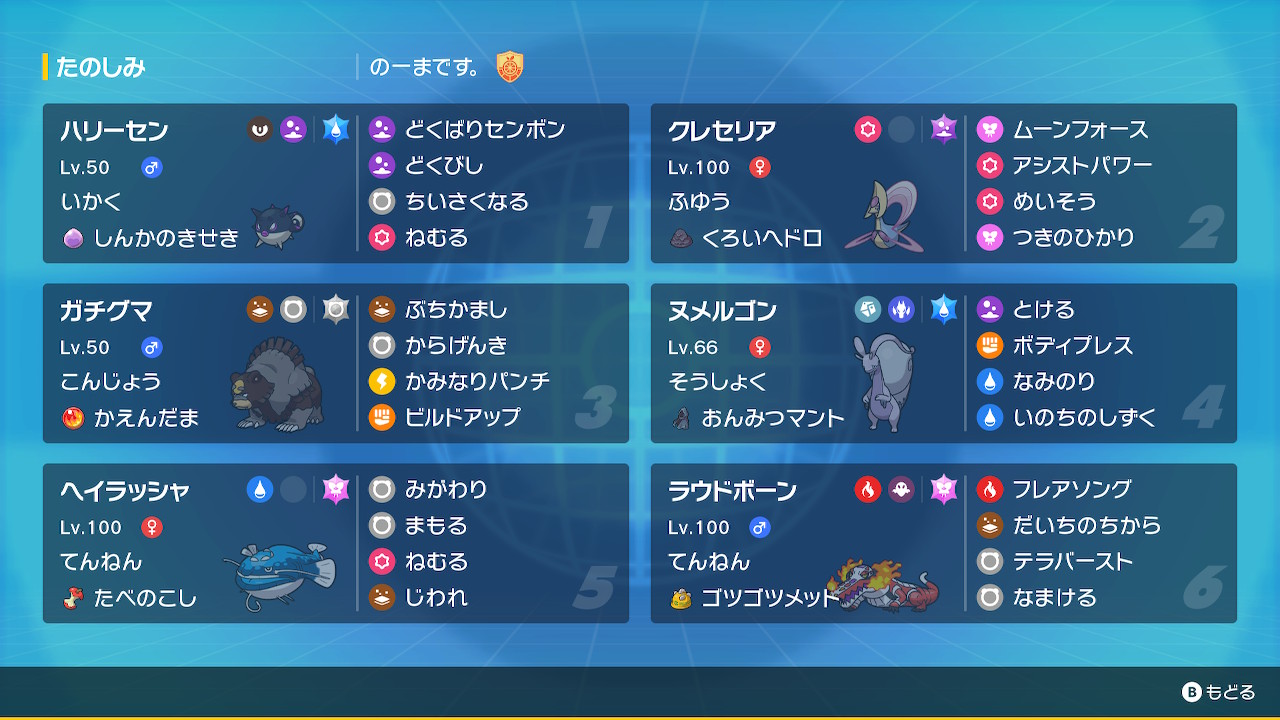 たのしみ
のーまです。
ハリーセン
Lv.50
いかく
しんかのきせき
どくばりセンボン
どくびし
ちいさくなる
ねむる
1
クレセリア
Lv.100
ふゆう
くろいヘドロ
ムーンフォース
アシストパワー
めいそう
つきのひかり
2
ガチグマ
Lv.50
こんじょう
かえんだま
ぶちかまし
からげんき
かみなりパンチ
ビルドアップ
3
ヌメルゴン
Lv.66
そうしょく
おんみつマント
とける
ボディプレス
なみのり
いのちのしずく
4
ヘイラッシャ
Lv.100
てんねん
たべのこし
みがわり
まもる
ねむる
じわれ
5
ラウドボーン
Lv.100
てんねん
ゴツゴツメット
フレアソング
だいちのちから
テラバースト
なまける
6
B もどる